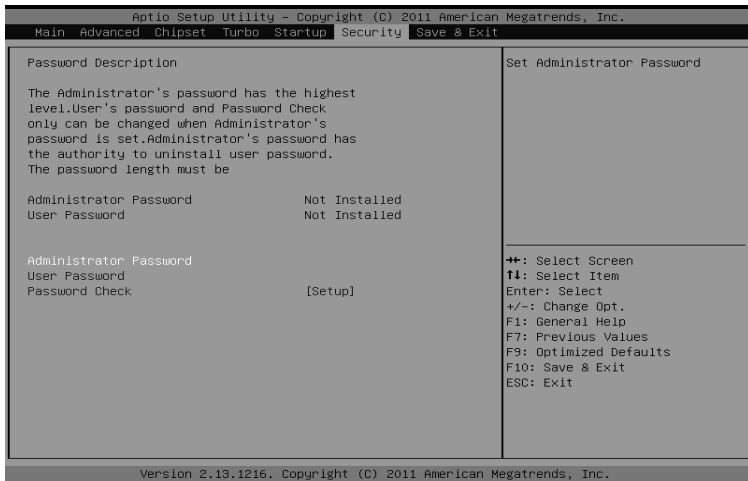 Aptio Setup Utility – Copyright (C) 2011 American Megatrends, Inc.
Main Advanced Chipset Turbo Startup Security Save & Exit
Password Description
The Administrator's password has the highest
level.User's password and Password Check
only can be changed when Administrator's
password is set.Administrator's password has
the authority to uninstall user password.
The password length must be
Administrator Password Not Installed
User Password Not Installed
Administrator Password
User Password
Password Check [Setup]
Set Administrator Password
→←: Select Screen
↑↓: Select Item
Enter: Select
+/-: Change Opt.
F1: General Help
F7: Previous Values
F9: Optimized Defaults
F10: Save & Exit
ESC: Exit
Version 2.13.1216. Copyright (C) 2011 American Megatrends, Inc.